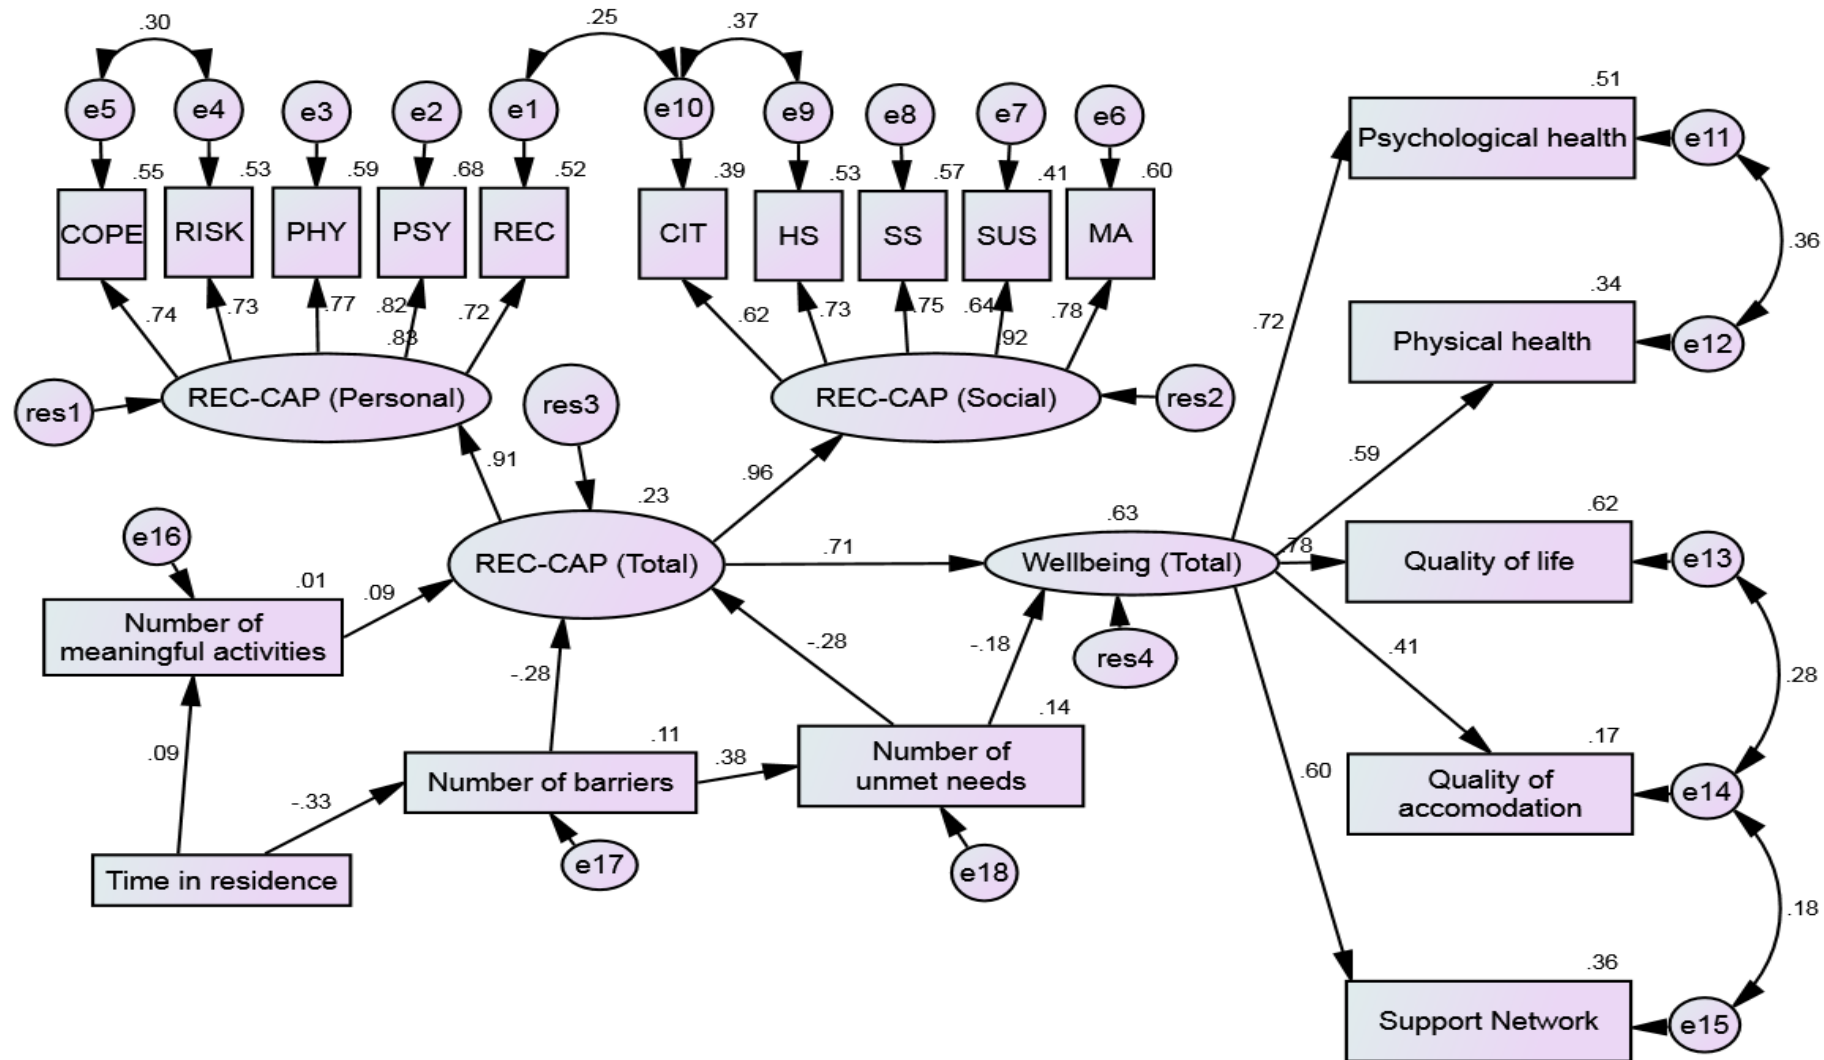 .30
.25
.37
e5
e4
e3
e2
e1
e10
e9
e8
e7
e6
.51
Psychological health
e11
.55
.53
.59
.68
.52
.39
.53
.57
.41
.60
COPE
RISK
PHY
PSY
REC
CIT
HS
SS
SUS
MA
.36
.74
.73
.77
.82
.72
.62
.73
.75
.64
.78
.83
.92
.72
.34
Physical health
e12
res1
REC-CAP (Personal)
res3
REC-CAP (Social)
res2
.91
.96
.59
e16
.23
.63
.62
REC-CAP (Total)
.71
Wellbeing (Total)
.78
Quality of life
e13
.01
.09
Number of
meaningful activities
-.28
-.28
-.18
res4
.41
.28
.09
.11
.38
.14
.17
-.33
Number of barriers
Number of
unmet needs
.60
Quality of
accomodation
e14
Time in residence
e17
e18
.18
.36
Support Network
e15